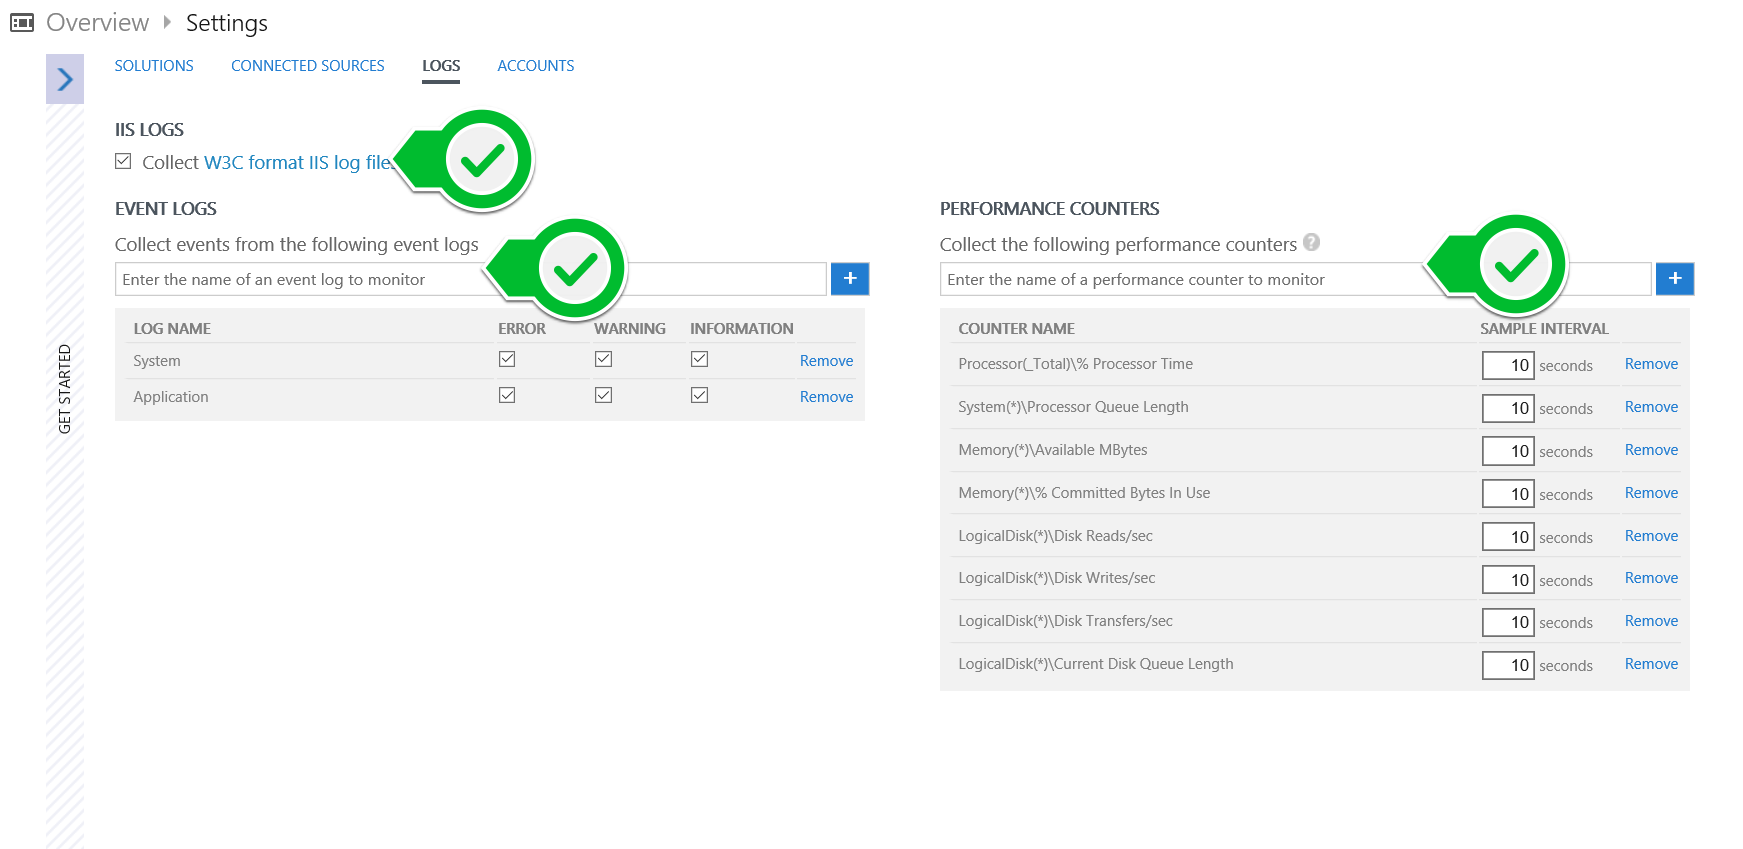 Overview Settings
SOLUTIONS CONNECTED SOURCES LOGS ACCOUNTS
GET STARTED
IIS LOGS
Collect W3C format IIS log files
EVENT LOGS
Collect events from the following event logs
Enter the name of an event log to monitor +
LOG NAME ERROR WARNING INFORMATION
System Remove
Application Remove
PERFORMANCE COUNTERS
Collect the following performance counters ?
Enter the name of a performance counter to monitor +
COUNTER NAME SAMPLE INTERVAL
Processor(_Total)\% Processor Time 10 seconds Remove
System(*)\Processor Queue Length 10 seconds Remove
Memory(*)\Available MBytes 10 seconds Remove
Memory(*)\% Committed Bytes In Use 10 seconds Remove
LogicalDisk(*)\Disk Reads/sec 10 seconds Remove
LogicalDisk(*)\Disk Writes/sec 10 seconds Remove
LogicalDisk(*)\Disk Transfers/sec 10 seconds Remove
LogicalDisk(*)\Current Disk Queue Length 10 seconds Remove